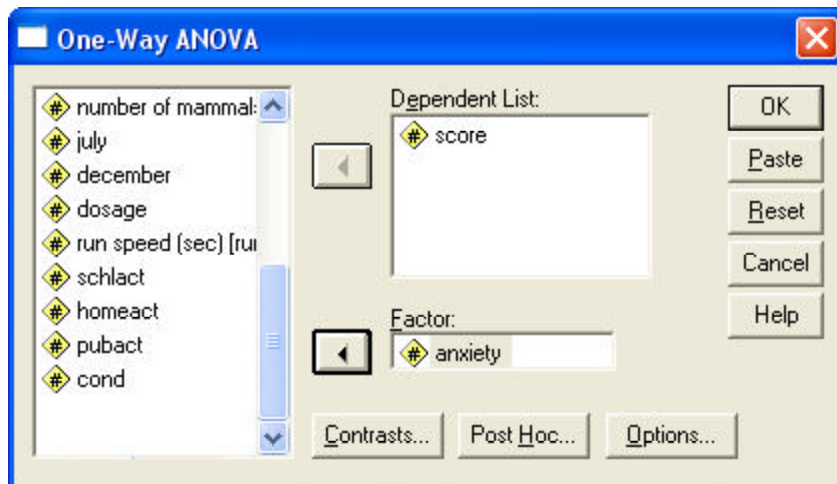 One-Way ANOVA
number of mammal
july
december
dosage
run speed (sec) [ru
schlact
homeact
pubact
cond
Dependent List:
score
Factor:
anxiety
Contrasts...
Post Hoc...
Options...
OK
Paste
Reset
Cancel
Help